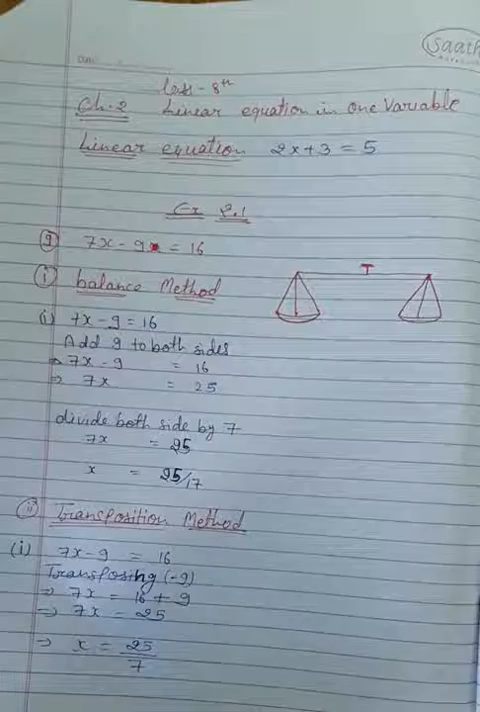 Saath
Class - 8th
Ch-2 Linear equation in one Variable
Linear equation 2x+3 = 5
Ex 2.1
9 7x - 9 = 16
(i) balance Method
(i) 7x - 9 = 16
Add 9 to both sides
⇒ 7x - 9 = 16
⇒ 7x = 25
divide both side by 7
7x = 25
x = 25/7
(ii) Transposition Method
(i) 7x - 9 = 16
Transposing (-9)
⇒ 7x = 16 + 9
⇒ 7x = 25
⇒ x = 25/7